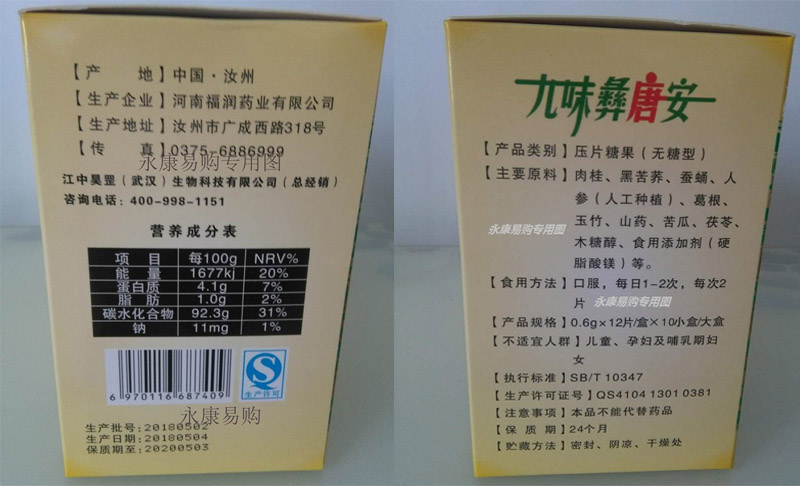 【产 地】中国·汝州
【生产企业】河南福润药业有限公司
【生产地址】汝州市广成西路318号
【传 真】0375-6886999
永康易购专用图
江中昊罡（武汉）生物科技有限公司（总经销）
咨询电话：400-998-1151
营养成分表
项目 每100g NRV%
能量 1677kj 20%
蛋白质 4.1g 7%
脂肪 1.0g 2%
碳水化合物 92.3g 31%
钠 11mg 1%
6 970116 687409
生产许可
永康易购
生产批号: 20180502
生产日期: 20180504
保质期至: 20200503
九味彝唐安
【产品类别】压片糖果（无糖型）
【主要原料】肉桂、黑苦荞、蚕蛹、人
参（人工种植）、葛根、
玉竹、山药、苦瓜、茯苓、
永康易购专用图
木糖醇、食用添加剂（硬
脂酸镁）等。
【食用方法】口服，每日1-2次，每次2
片
永康易购专用图
【产品规格】0.6g×12片/盒×10小盒/大盒
【不适宜人群】儿童、孕妇及哺乳期妇
女
【执行标准】SB/T 10347
【生产许可证号】QS4104 1301 0381
【注意事项】本品不能代替药品
【保 质 期】24个月
【贮藏方法】密封、阴凉、干燥处